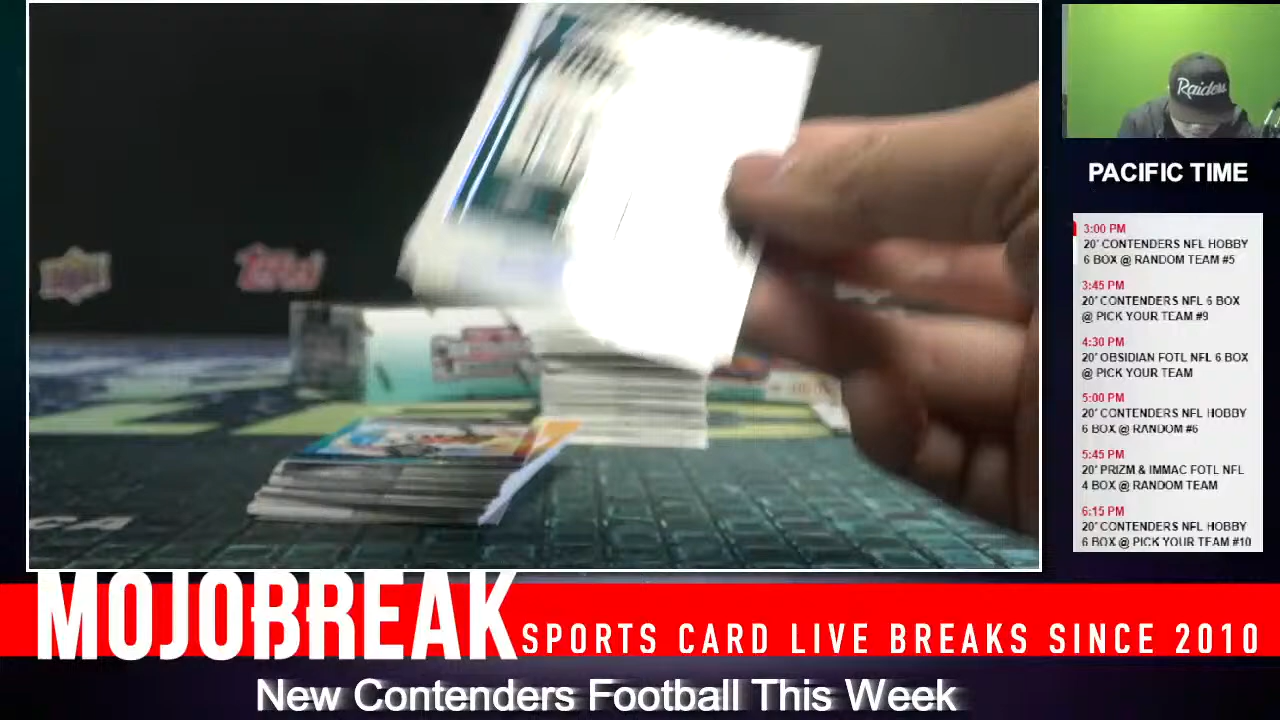 Raiders
PACIFIC TIME
3:00 PM
20' CONTENDERS NFL HOBBY
6 BOX @ RANDOM TEAM #5
3:45 PM
20' CONTENDERS NFL 6 BOX
@ PICK YOUR TEAM #9
4:30 PM
20' OBSIDIAN FOTL NFL 6 BOX
@ PICK YOUR TEAM
5:00 PM
20' CONTENDERS NFL HOBBY
6 BOX @ RANDOM #6
5:45 PM
20' PRIZM & IMMAC FOTL NFL
4 BOX @ RANDOM TEAM
6:15 PM
20' CONTENDERS NFL HOBBY
6 BOX @ PICK YOUR TEAM #10
Topps
MOJOBREAK
SPORTS CARD LIVE BREAKS SINCE 2010
New Contenders Football This Week